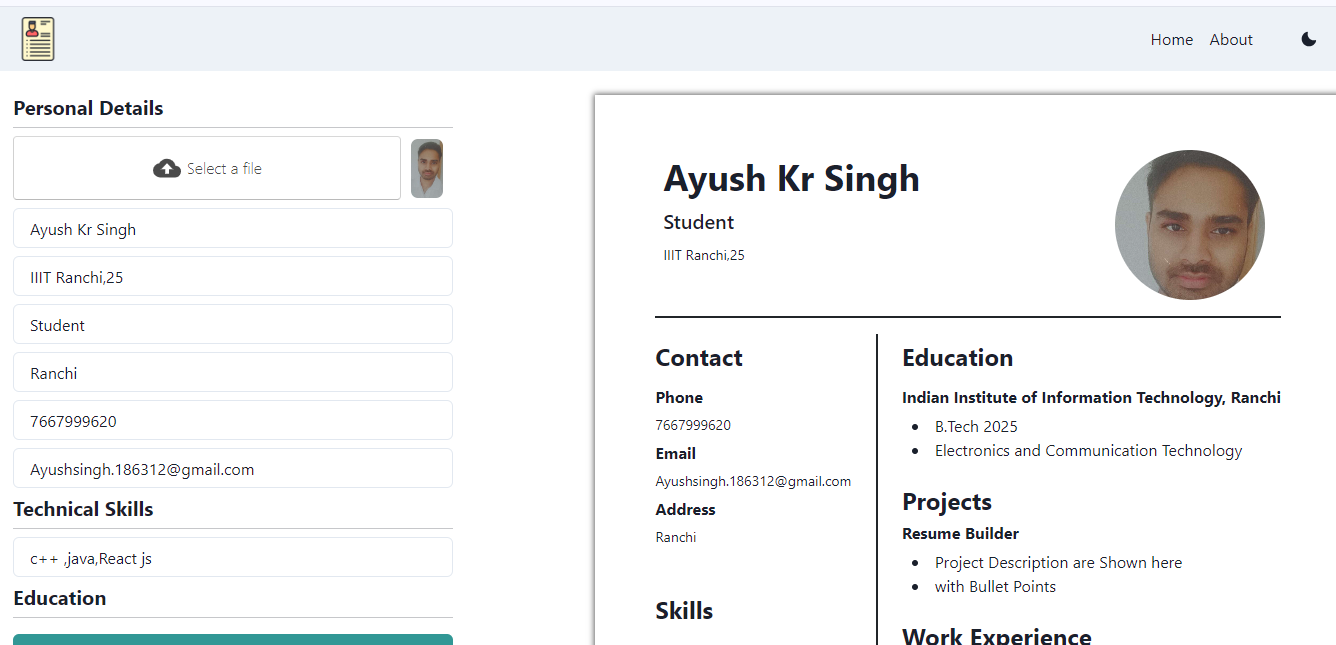 Home About
Personal Details
Select a file
Ayush Kr Singh
IIIT Ranchi,25
Student
Ranchi
7667999620
Ayushsingh.186312@gmail.com
Technical Skills
c++ ,java,React js
Education
Ayush Kr Singh
Student
IIIT Ranchi,25
Contact
Phone
7667999620
Email
Ayushsingh.186312@gmail.com
Address
Ranchi
Skills
Education
Indian Institute of Information Technology, Ranchi
B.Tech 2025
Electronics and Communication Technology
Projects
Resume Builder
Project Description are Shown here
with Bullet Points
Work Experience